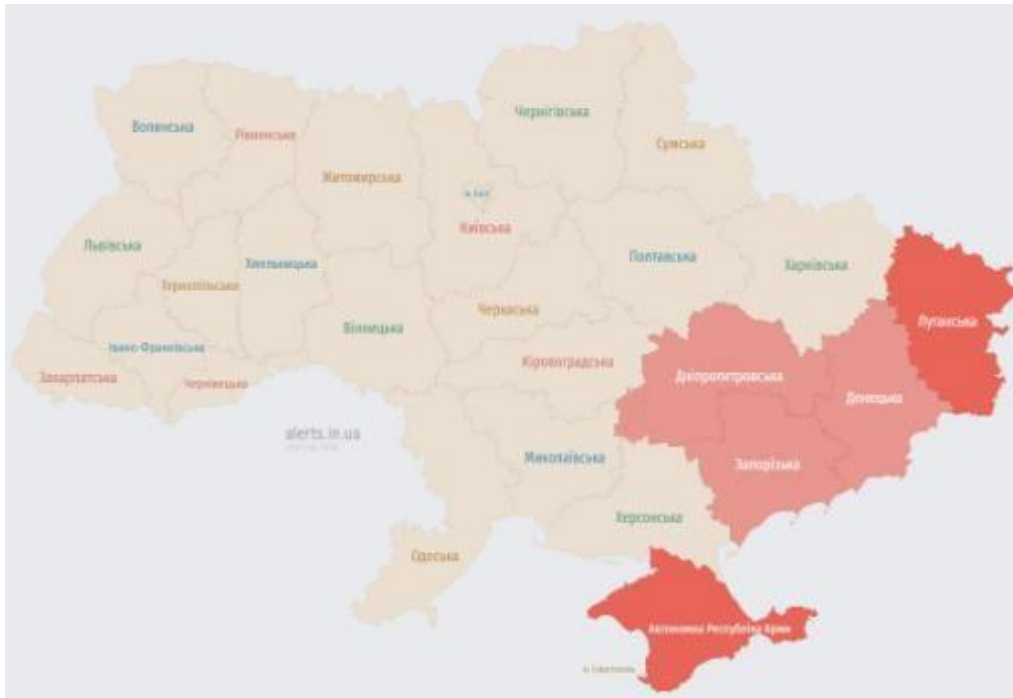 Чернігівська
Волинська
Рівненська
Сумська
Житомирська
м. Київ
Київська
Львівська
Полтавська
Хмельницька
Харківська
Тернопільська
Черкаська
Луганська
Вінницька
Івано-Франківська
Кіровоградська
Закарпатська
Чернівецька
Дніпропетровська
Донецька
alerts.in.ua
Миколаївська
Запорізька
Херсонська
Одеська
Автономна Республіка Крим
м. Севастополь